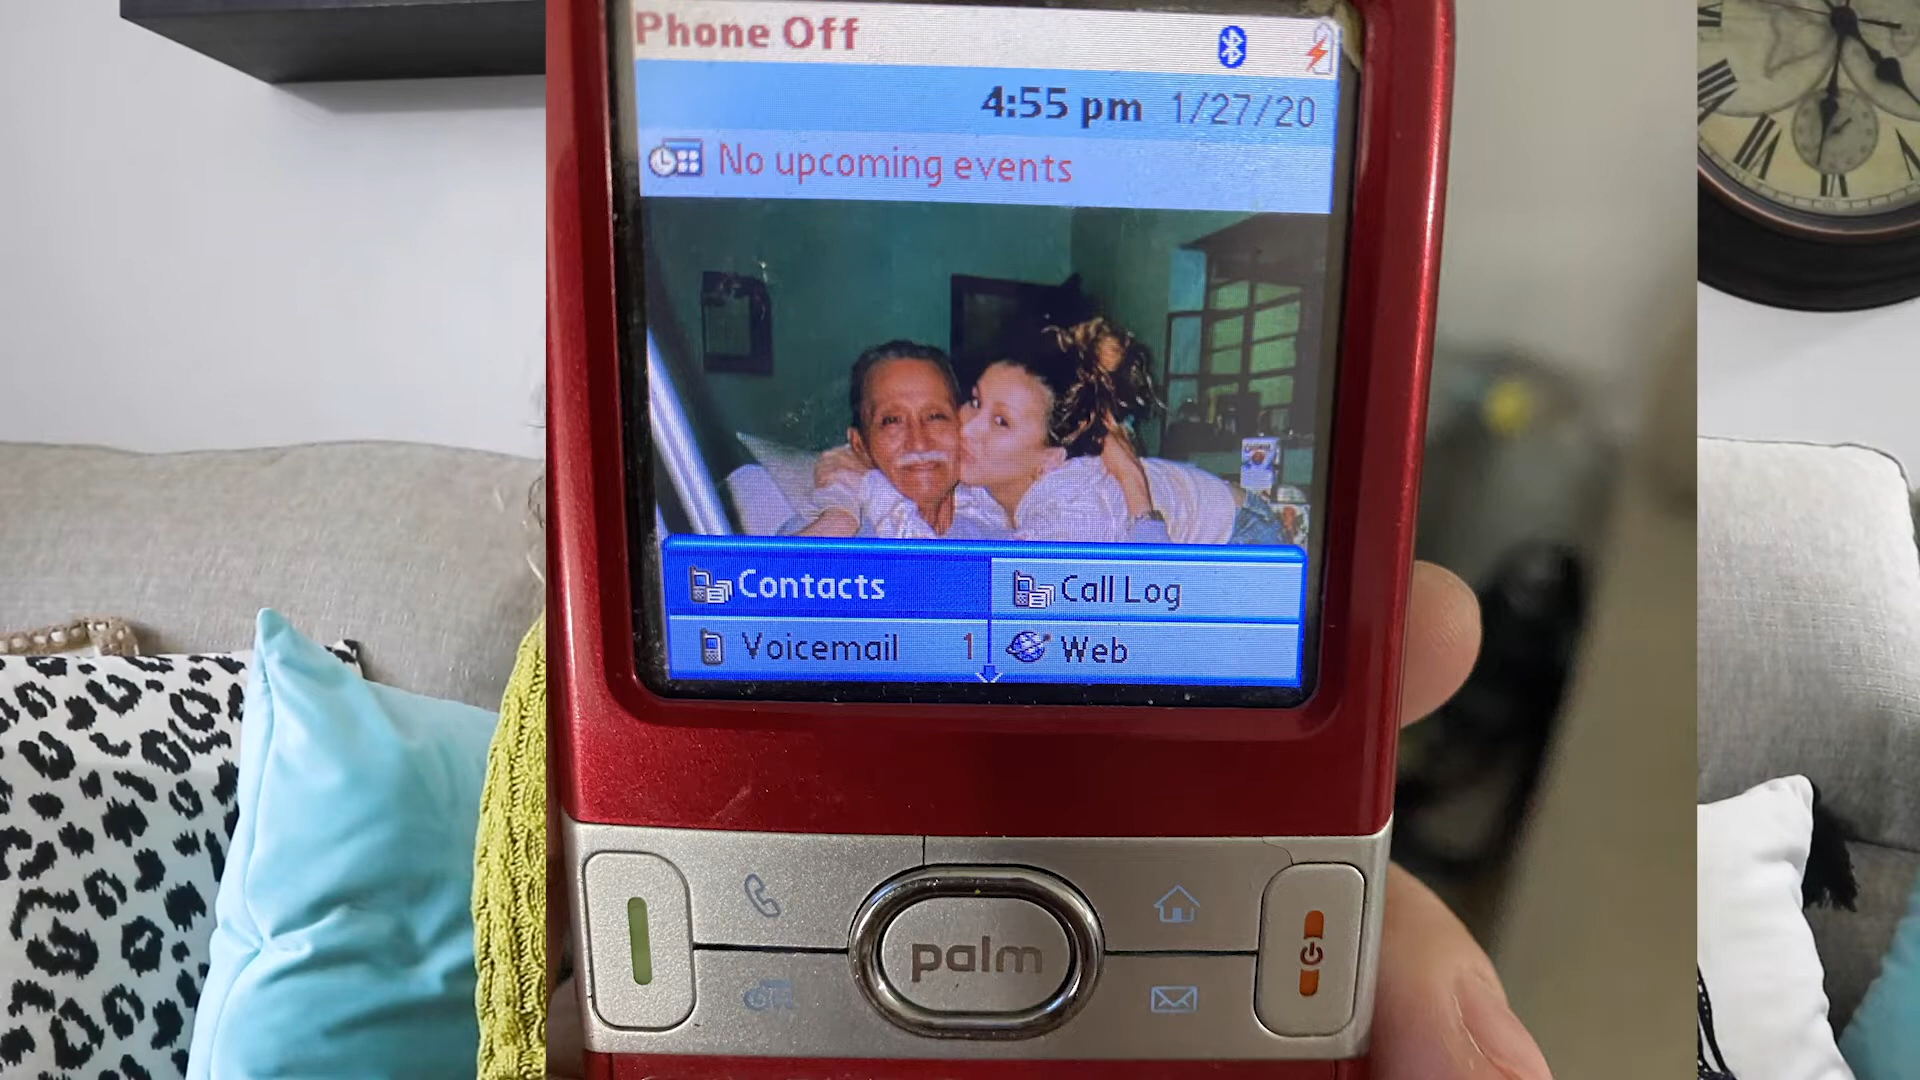 Phone Off
4:55 pm 1/27/20
No upcoming events
Contacts
Call Log
Voicemail 1
Web
palm